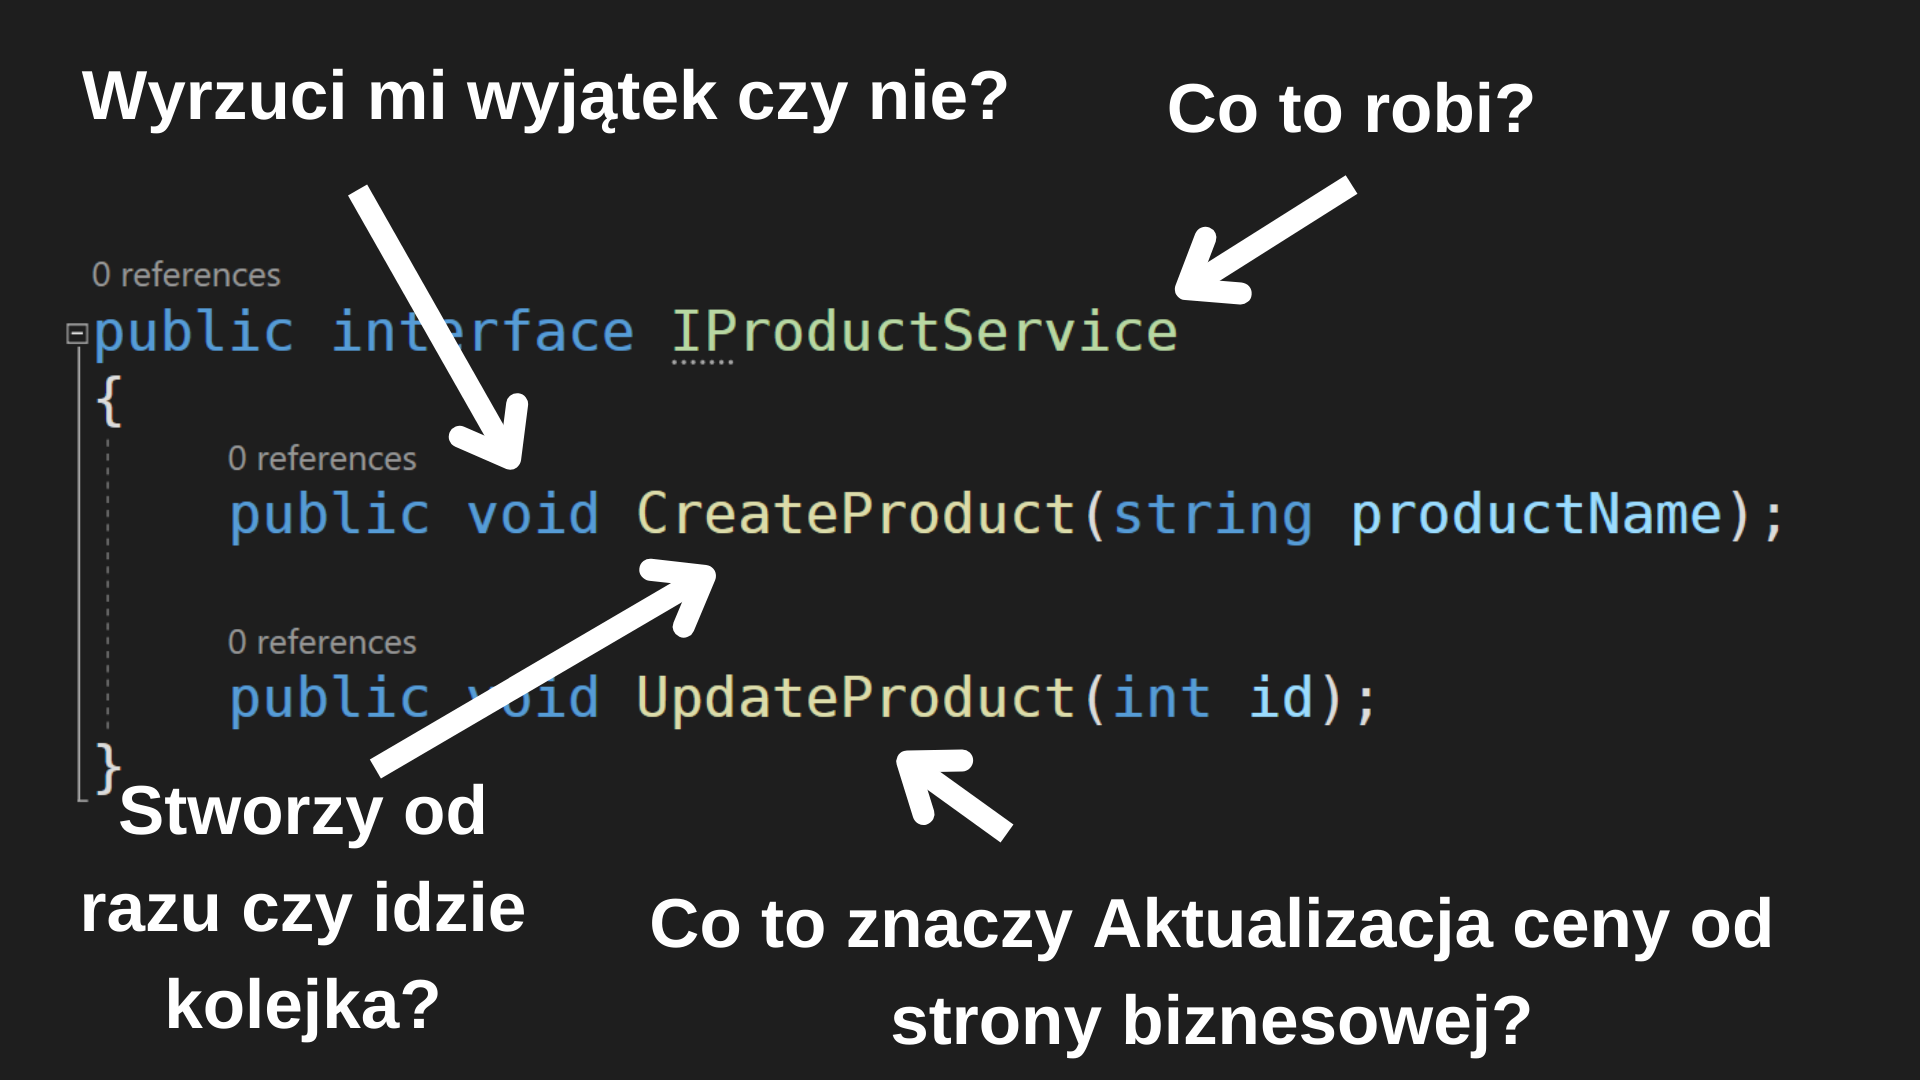 Wyrzuci mi wyjątek czy nie?
Co to robi?
0 references
public interface IProductService
{
0 references
public void CreateProduct(string productName);
0 references
public void UpdateProduct(int id);
}
Stworzy od
razu czy idzie
kolejka?
Co to znaczy Aktualizacja ceny od
strony biznesowej?